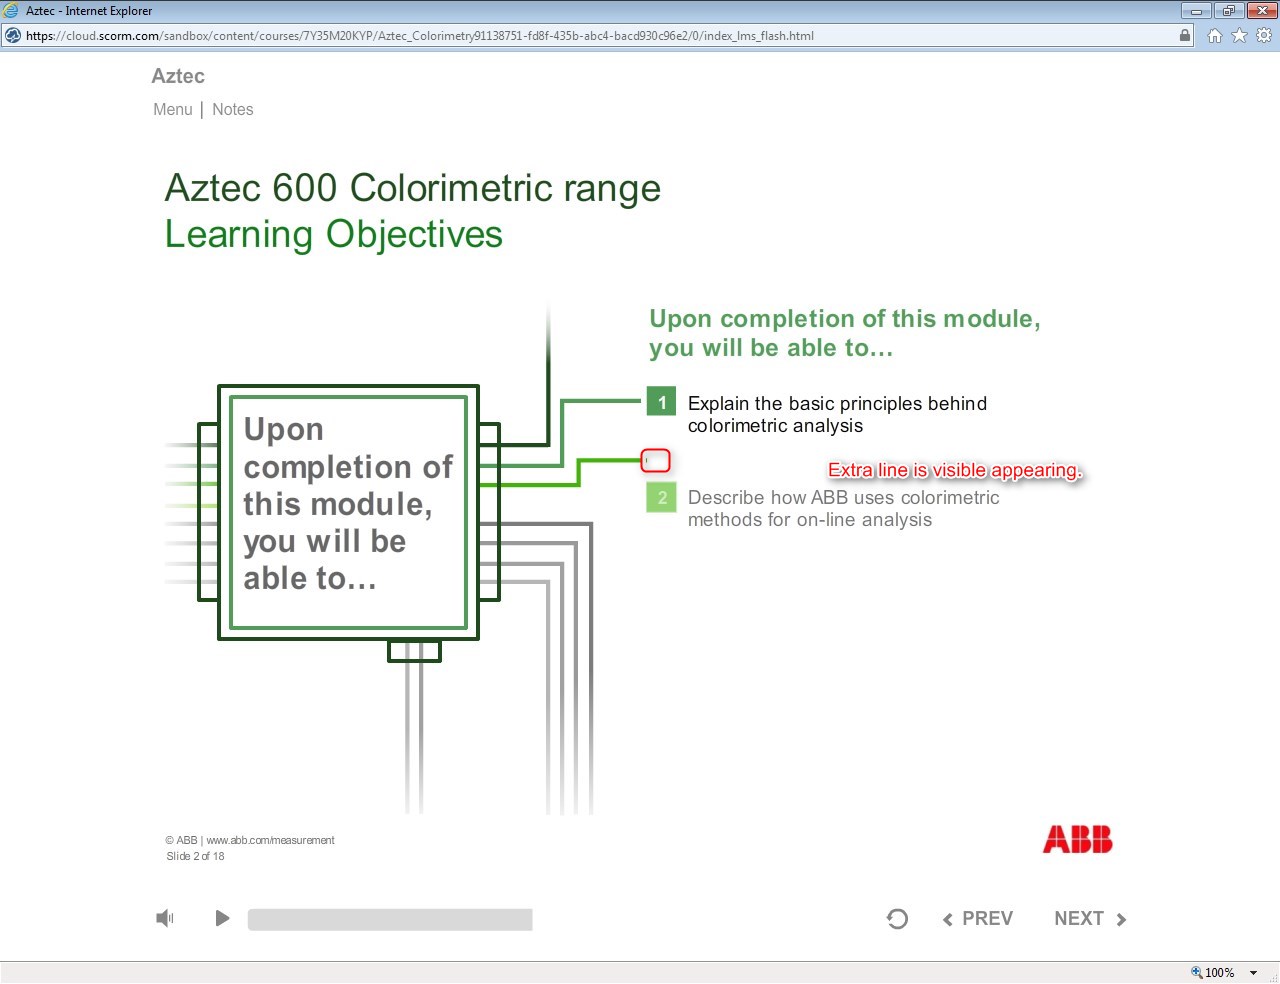 Aztec - Internet Explorer
https://cloud.scorm.com/sandbox/content/courses/7Y35M20KYP/Aztec_Colorimetry91138751-fd8f-435b-abc4-bacd930c96e2/0/index_lms_flash.html
Aztec
Menu | Notes
Aztec 600 Colorimetric range
Learning Objectives
Upon completion of this module,
you will be able to...
Upon
completion of
this module,
you will be
able to...
1 Explain the basic principles behind
colorimetric analysis
Extra line is visible appearing.
2 Describe how ABB uses colorimetric
methods for on-line analysis
© ABB | www.abb.com/measurement
Slide 2 of 18
ABB
PREV
NEXT
100%